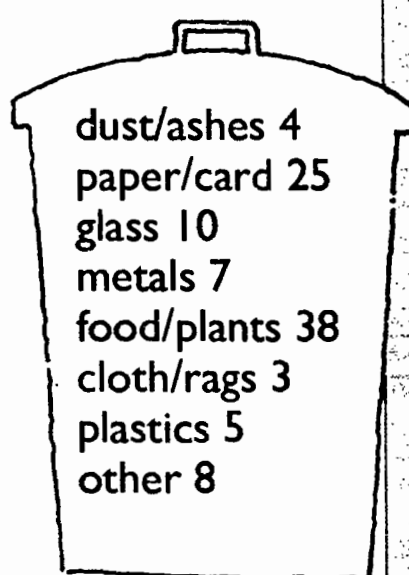 dust/ashes 4
paper/card 25
glass 10
metals 7
food/plants 38
cloth/rags 3
plastics 5
other 8